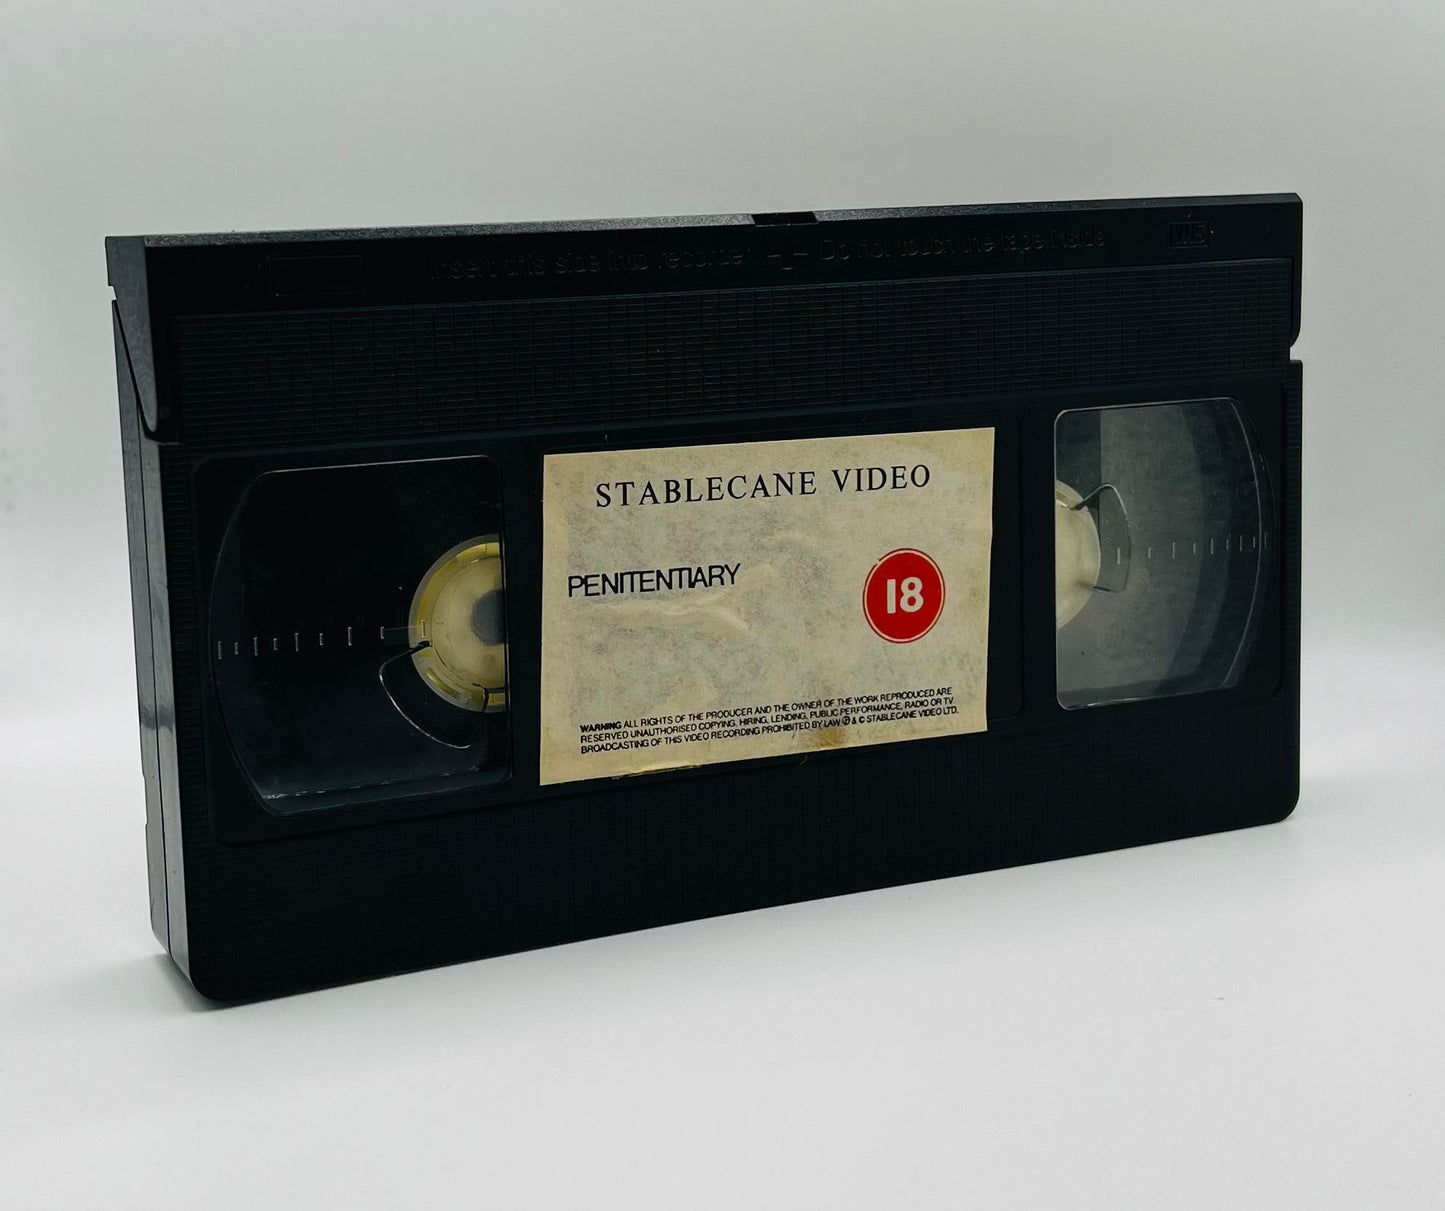 Insert this side into recorder Do not touch the tape inside VHS
STABLECANE VIDEO
PENITENTIARY
18
WARNING ALL RIGHTS OF THE PRODUCER AND THE OWNER OF THE WORK REPRODUCED ARE
RESERVED UNAUTHORISED COPYING, HIRING, LENDING, PUBLIC PERFORMANCE, RADIO OR TV
BROADCASTING OF THIS VIDEO RECORDING PROHIBITED BY LAW ℗ & © STABLECANE VIDEO LTD.